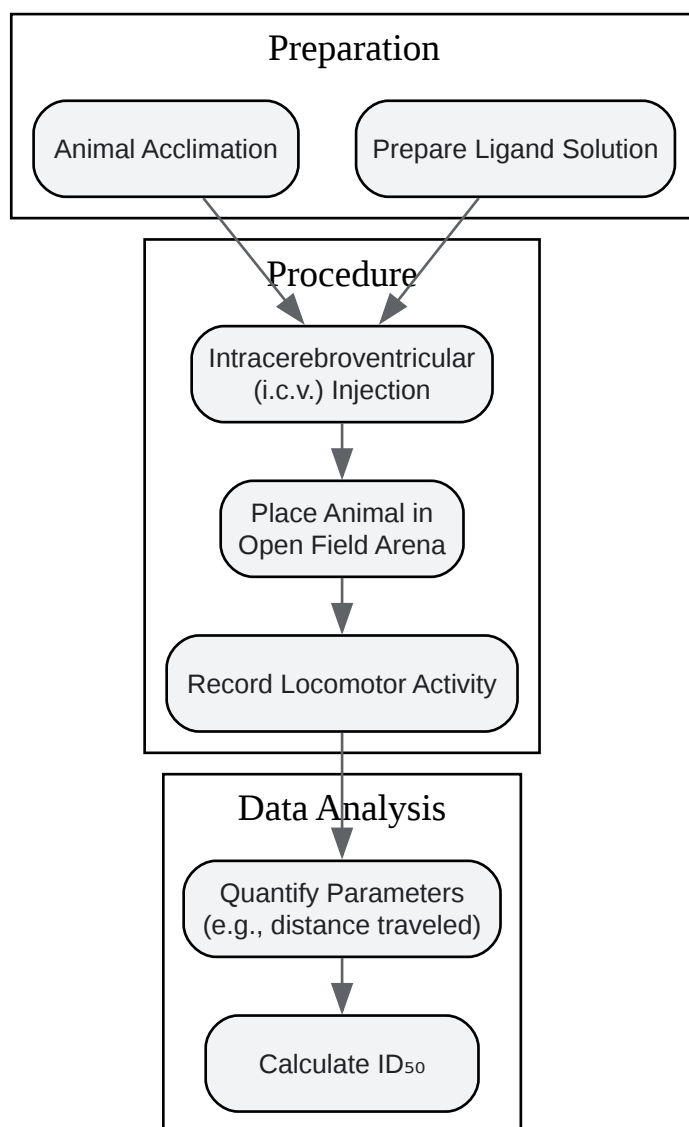 Preparation
Animal Acclimation
Prepare Ligand Solution
Procedure
Intracerebroventricular
(i.c.v.) Injection
Place Animal in
Open Field Arena
Record Locomotor Activity
Data Analysis
Quantify Parameters
(e.g., distance traveled)
Calculate ID₅₀